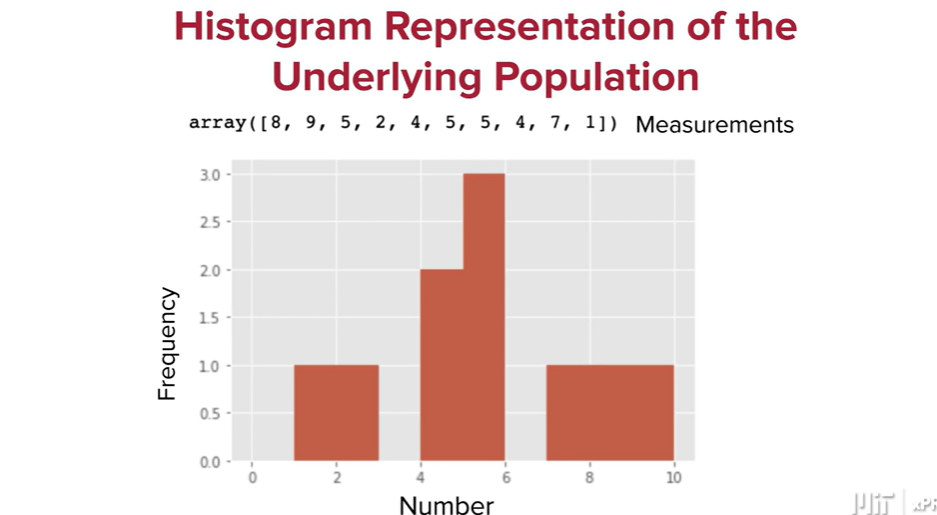 Histogram Representation of the
Underlying Population
array([8, 9, 5, 2, 4, 5, 5, 4, 7, 1]) Measurements
3.0
2.5
2.0
1.5
1.0
0.5
0.0
Frequency
0 2 4 6 8 10
Number
MIT | xPR